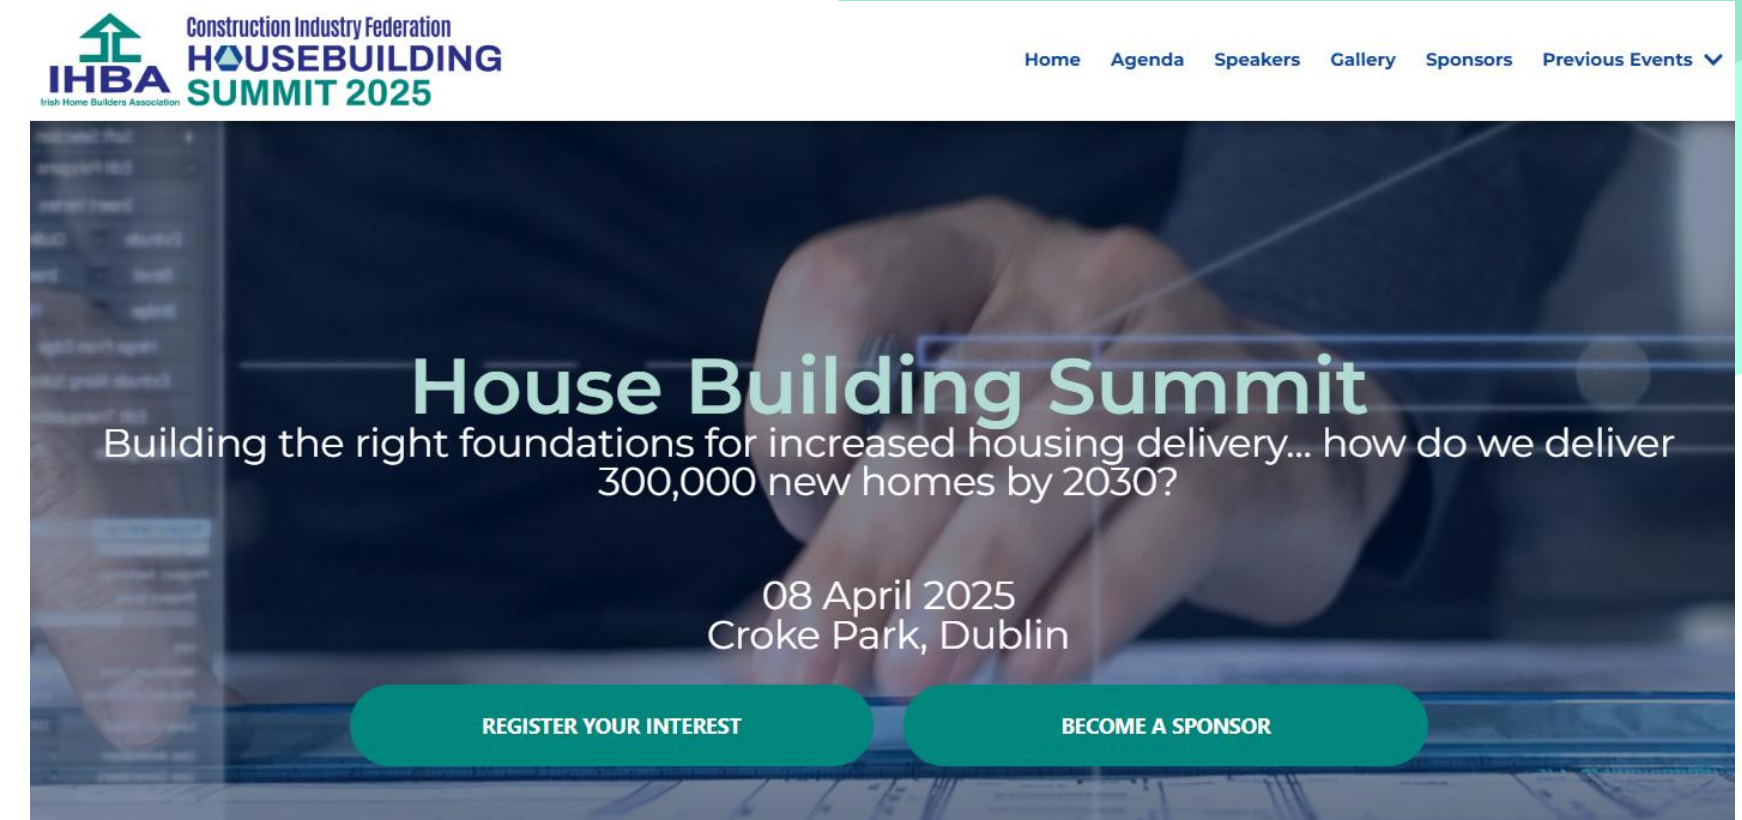 Construction Industry Federation
HOUSEBUILDING
SUMMIT 2025
IHBA
Irish Home Builders Association
Home Agenda Speakers Gallery Sponsors Previous Events
House Building Summit
Building the right foundations for increased housing delivery... how do we deliver
300,000 new homes by 2030?
08 April 2025
Croke Park, Dublin
REGISTER YOUR INTEREST
BECOME A SPONSOR